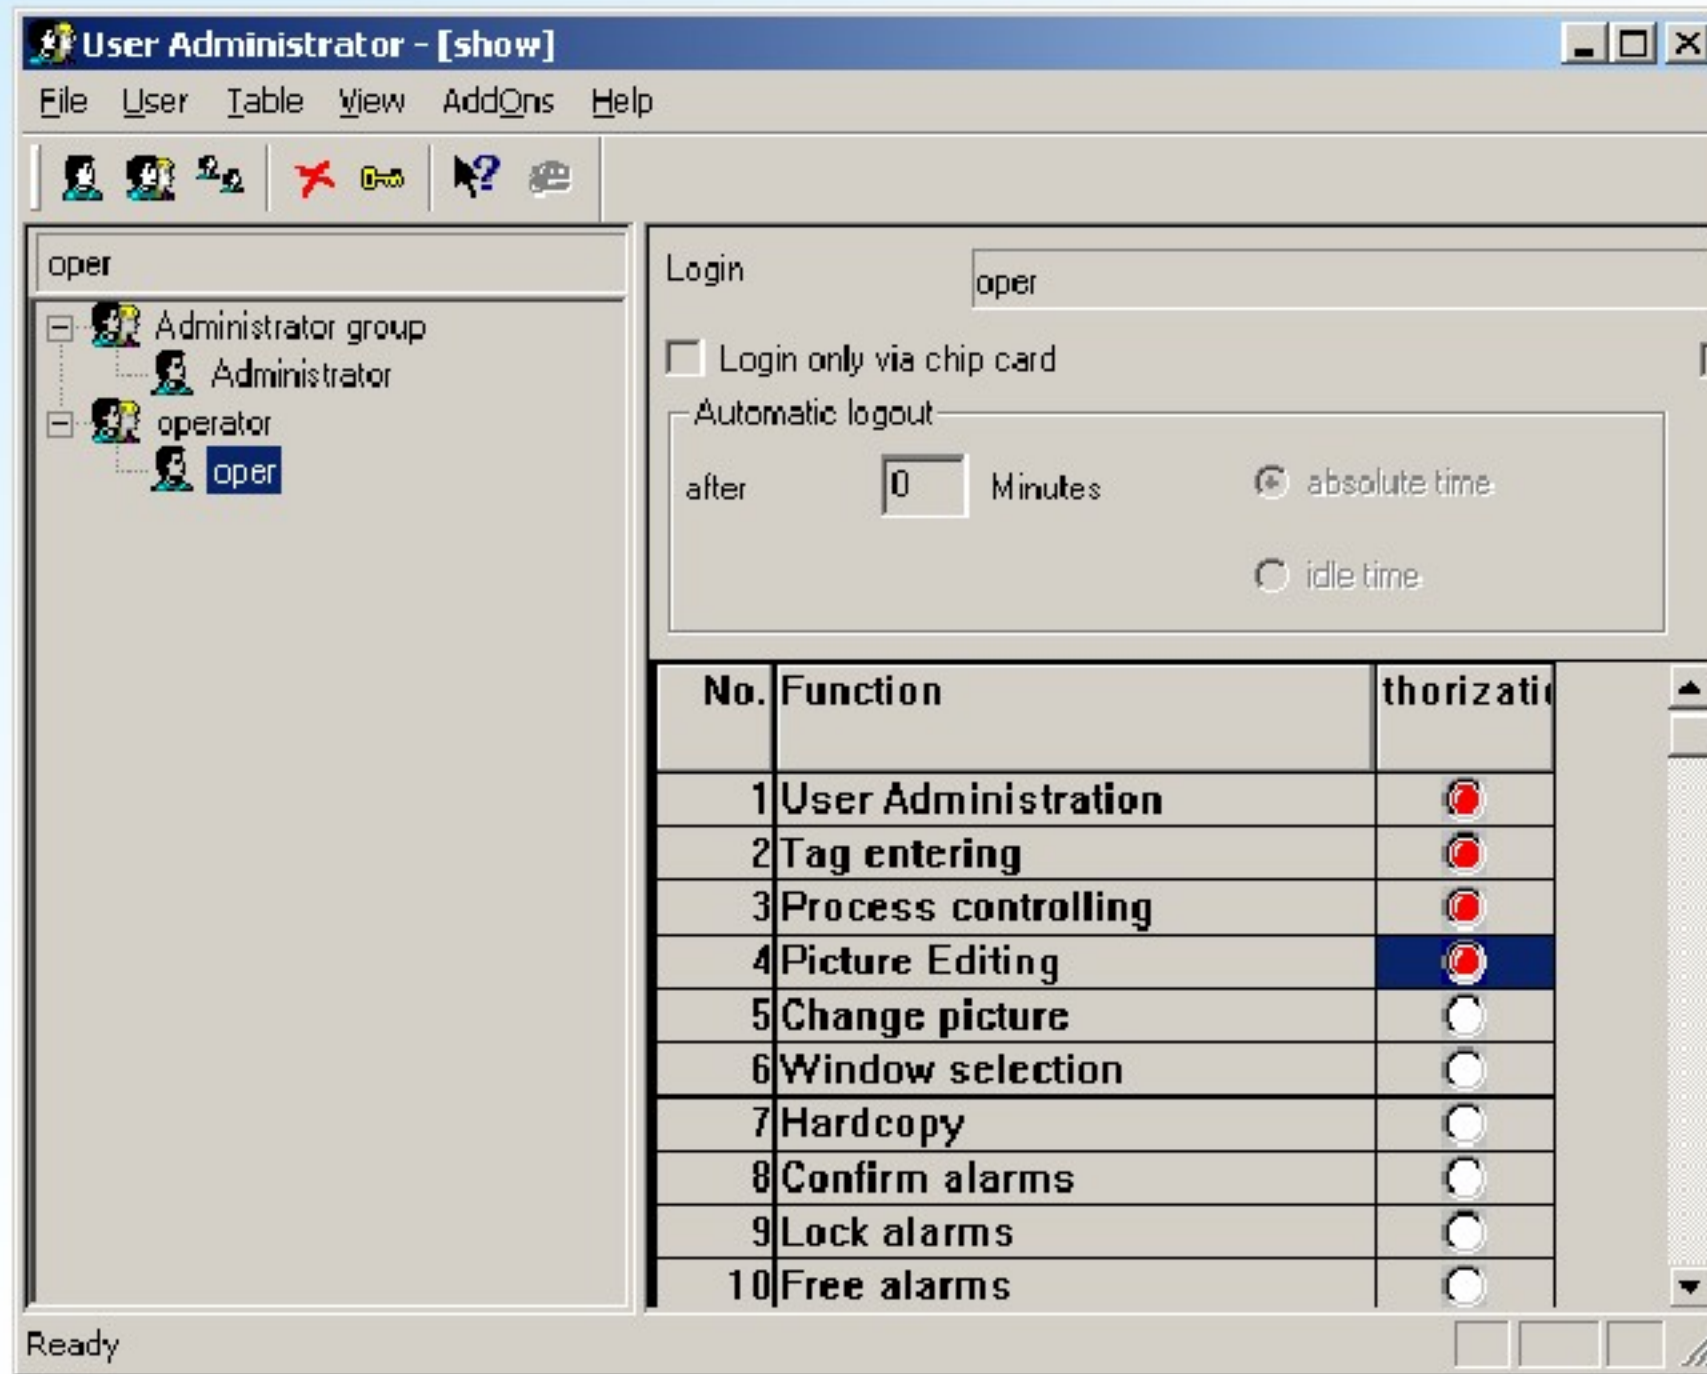 User Administrator - [show]
File User Table View AddOns Help
oper
Administrator group
Administrator
operator
oper
Login oper
Login only via chip card
Automatic logout
after 0 Minutes absolute time
idle time
No. Function thorizatio
1 User Administration
2 Tag entering
3 Process controlling
4 Picture Editing
5 Change picture
6 Window selection
7 Hardcopy
8 Confirm alarms
9 Lock alarms
10 Free alarms
Ready